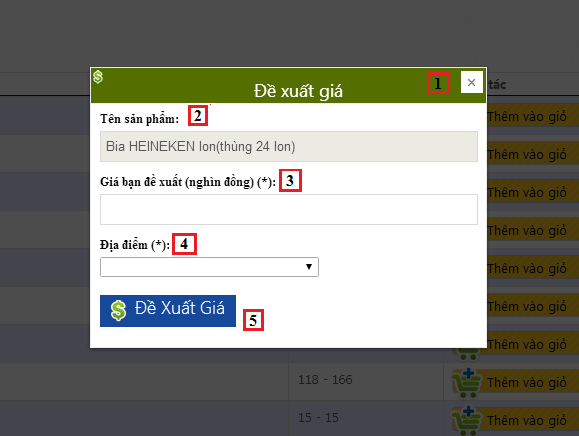 Đề xuất giá
1
×
tác
Tên sản phẩm: 2
Bia HEINEKEN lon(thùng 24 lon)
Giá bạn đề xuất (nghìn đồng) (*): 3
Địa điểm (*): 4
$ Đề Xuất Giá
5
Thêm vào giỏ
Thêm vào giỏ
Thêm vào giỏ
Thêm vào giỏ
Thêm vào giỏ
Thêm vào giỏ
Thêm vào giỏ
118 - 166 Thêm vào giỏ
15 - 15 Thêm vào giỏ